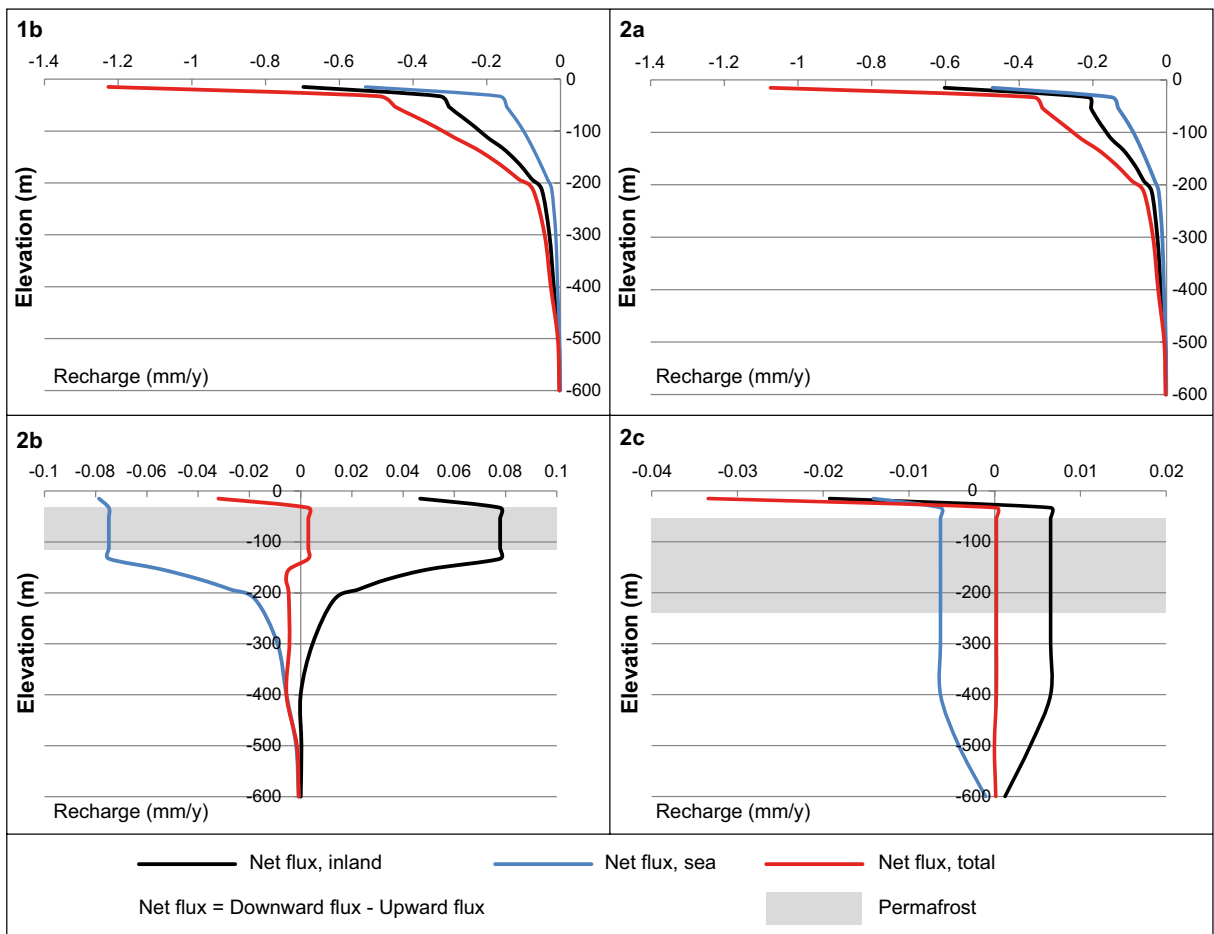 1b
-1.4 -1.2 -1 -0.8 -0.6 -0.4 -0.2 0
0
-100
-200
-300
-400
-500
-600
Elevation (m)
Recharge (mm/y)
2a
-1.4 -1.2 -1 -0.8 -0.6 -0.4 -0.2 0
0
-100
-200
-300
-400
-500
-600
Elevation (m)
Recharge (mm/y)
2b
-0.1 -0.08 -0.06 -0.04 -0.02 0 0.02 0.04 0.06 0.08 0.1
0
-100
-200
-300
-400
-500
-600
Elevation (m)
Recharge (mm/y)
2c
-0.04 -0.03 -0.02 -0.01 0 0.01 0.02
0
-100
-200
-300
-400
-500
-600
Elevation (m)
Recharge (mm/y)
Net flux, inland Net flux, sea Net flux, total
Net flux = Downward flux - Upward flux Permafrost